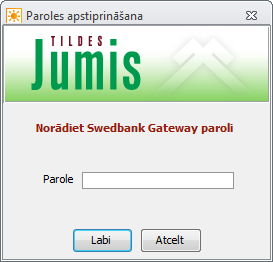 Paroles apstiprināšana
TILDES
Jumis
Norādiet Swedbank Gateway paroli
Parole
Labi
Atcelt